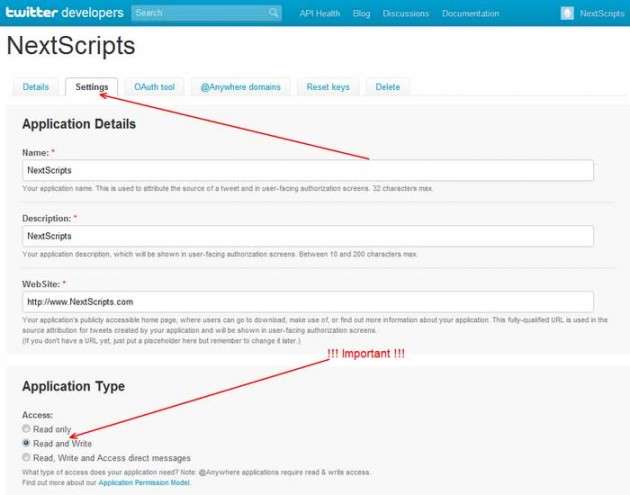 twitter developers Search API Health Blog Discussions Documentation NextScripts
NextScripts
Details Settings OAuth tool @Anywhere domains Reset keys Delete
Application Details
Name: *
NextScripts
Your application name. This is used to attribute the source of a tweet and in user-facing authorization screens. 32 characters max.
Description: *
NextScripts
Your application description, which will be shown in user-facing authorization screens. Between 10 and 200 characters max.
WebSite: *
http://www.NextScripts.com
Your application's publicly accessible home page, where users can go to download, make use of, or find out more information about your application. This fully-qualified URL is used in the
source attribution for tweets created by your application and will be shown in user-facing authorization screens.
(If you don't have a URL yet, just put a placeholder here but remember to change it later.)
!!! Important !!!
Application Type
Access:
Read only
Read and Write
Read, Write and Access direct messages
What type of access does your application need? Note: @Anywhere applications require read & write access.
Find out more about our Application Permission Model.